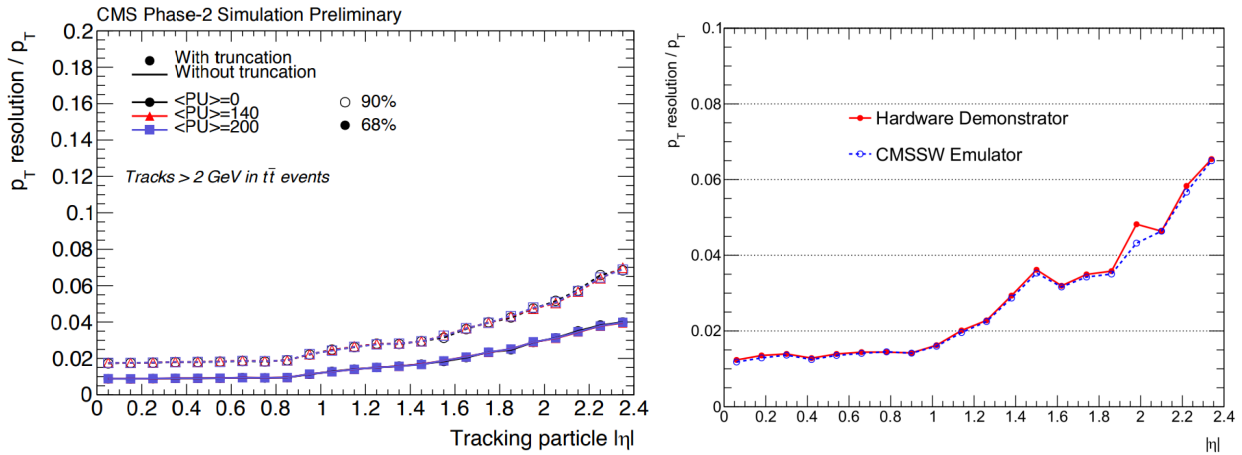 CMS Phase-2 Simulation Preliminary
p_T resolution / p_T
0.2
0.18
0.16
0.14
0.12
0.1
0.08
0.06
0.04
0.02
0
With truncation
Without truncation
<PU>=0
<PU>=140
<PU>=200
90%
68%
Tracks > 2 GeV in tt̅ events
0 0.2 0.4 0.6 0.8 1 1.2 1.4 1.6 1.8 2 2.2 2.4
Tracking particle |η|
p_T resolution / p_T
0.1
0.08
0.06
0.04
0.02
0
Hardware Demonstrator
CMSSW Emulator
0 0.2 0.4 0.6 0.8 1 1.2 1.4 1.6 1.8 2 2.2 2.4
|η|